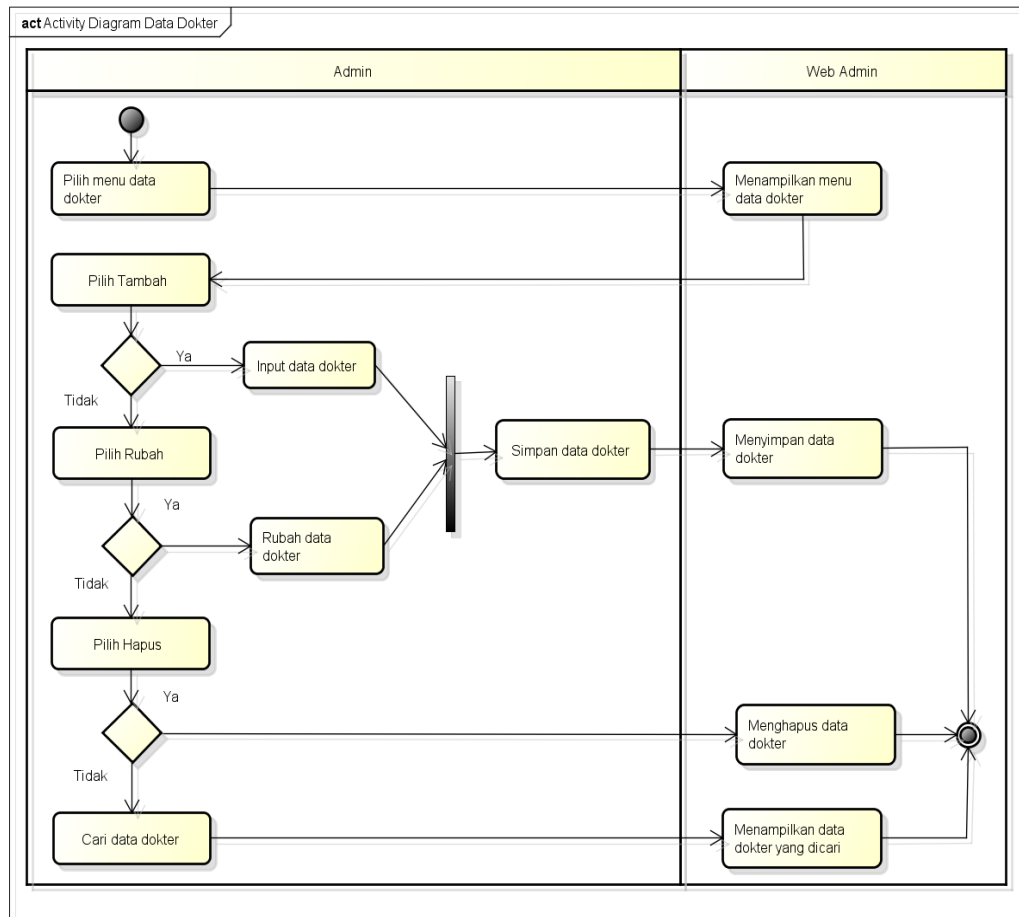 act Activity Diagram Data Dokter
Admin
Web Admin
Pilih menu data
dokter
Menampilkan menu
data dokter
Pilih Tambah
Ya
Input data dokter
Tidak
Pilih Rubah
Simpan data dokter
Menyimpan data
dokter
Ya
Rubah data
dokter
Tidak
Pilih Hapus
Ya
Menghapus data
dokter
Tidak
Cari data dokter
Menampilkan data
dokter yang dicari